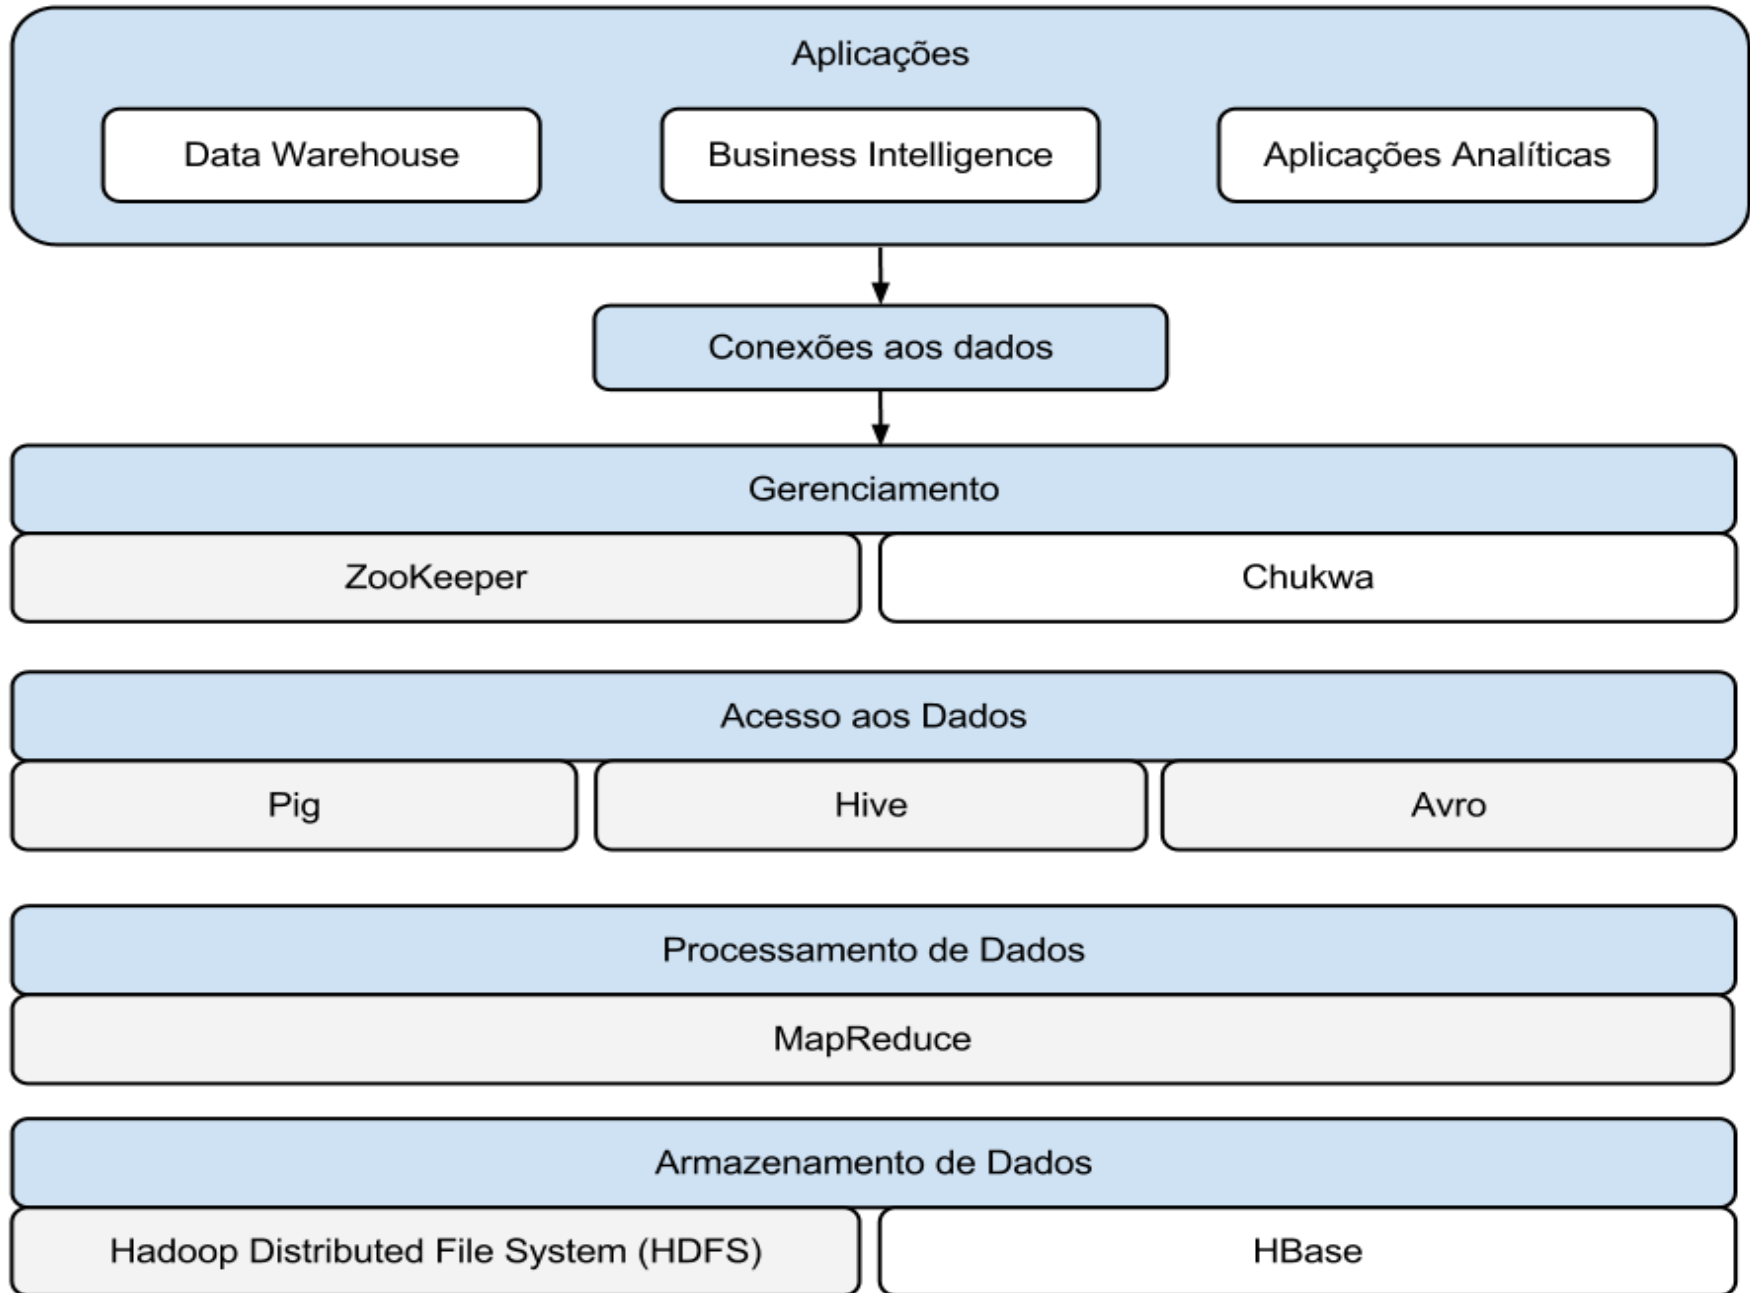 Aplicações
Data Warehouse
Business Intelligence
Aplicações Analíticas
Conexões aos dados
Gerenciamento
ZooKeeper
Chukwa
Acesso aos Dados
Pig
Hive
Avro
Processamento de Dados
MapReduce
Armazenamento de Dados
Hadoop Distributed File System (HDFS)
HBase